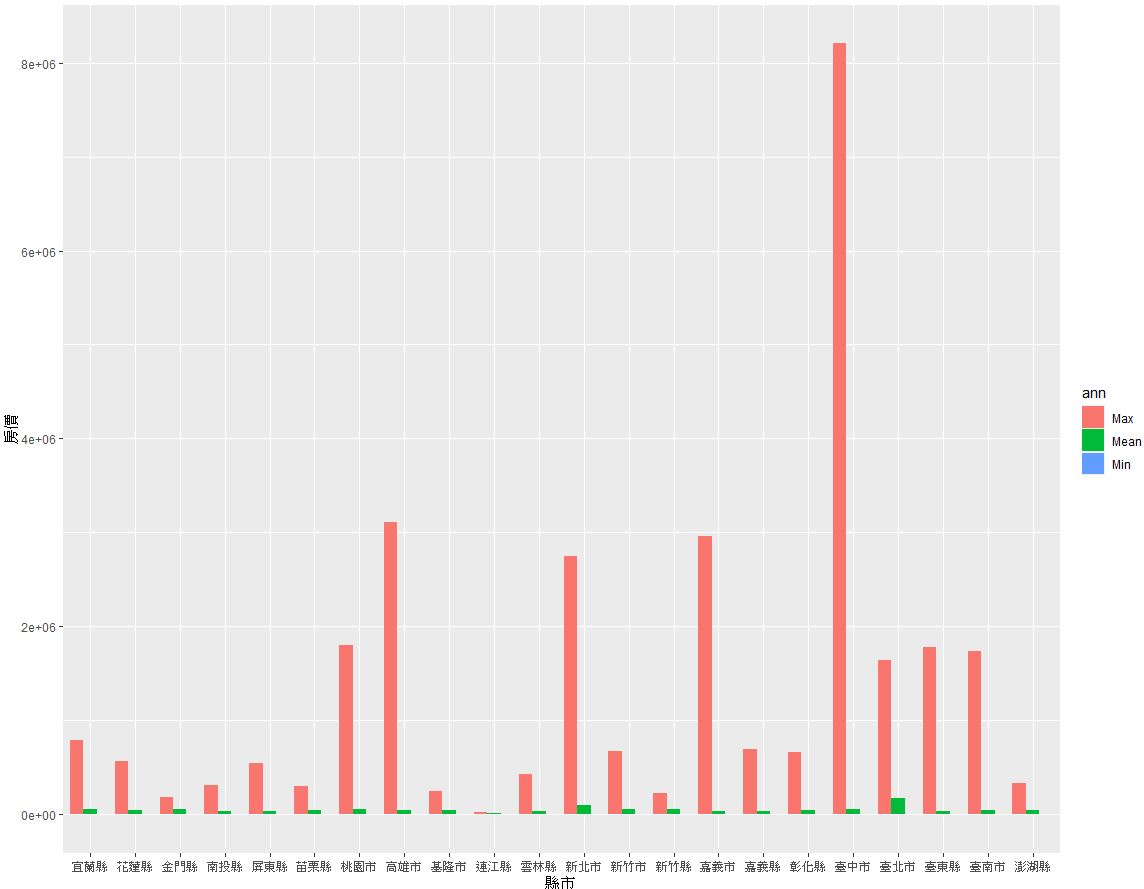 8e+06
6e+06
4e+06
2e+06
0e+00
房價
宜蘭縣 花蓮縣 金門縣 南投縣 屏東縣 苗栗縣 桃園市 高雄市 基隆市 連江縣 雲林縣 新北市 新竹市 新竹縣 嘉義市 嘉義縣 彰化縣 臺中市 臺北市 臺東縣 臺南市 澎湖縣
縣市
ann
Max
Mean
Min